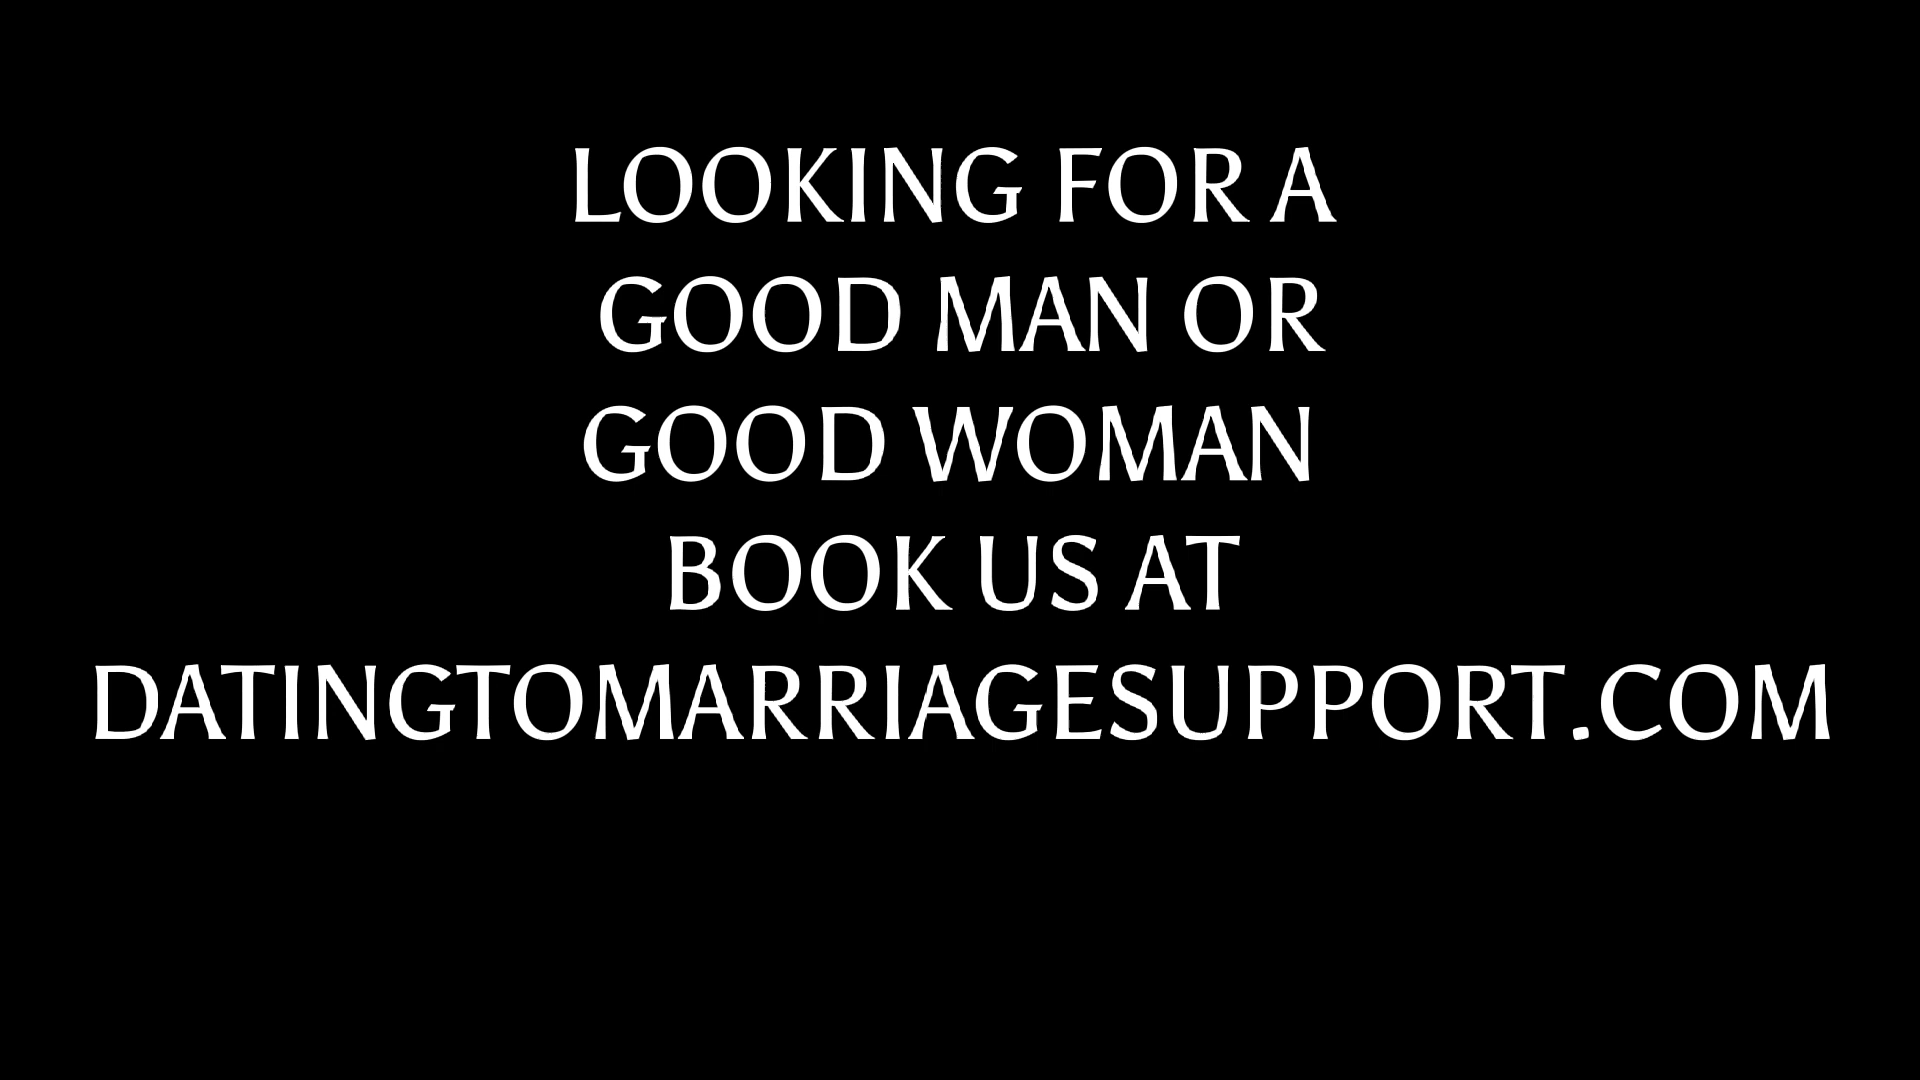 LOOKING FOR A
GOOD MAN OR
GOOD WOMAN
BOOK US AT
DATINGTOMARRIAGESUPPORT.COM